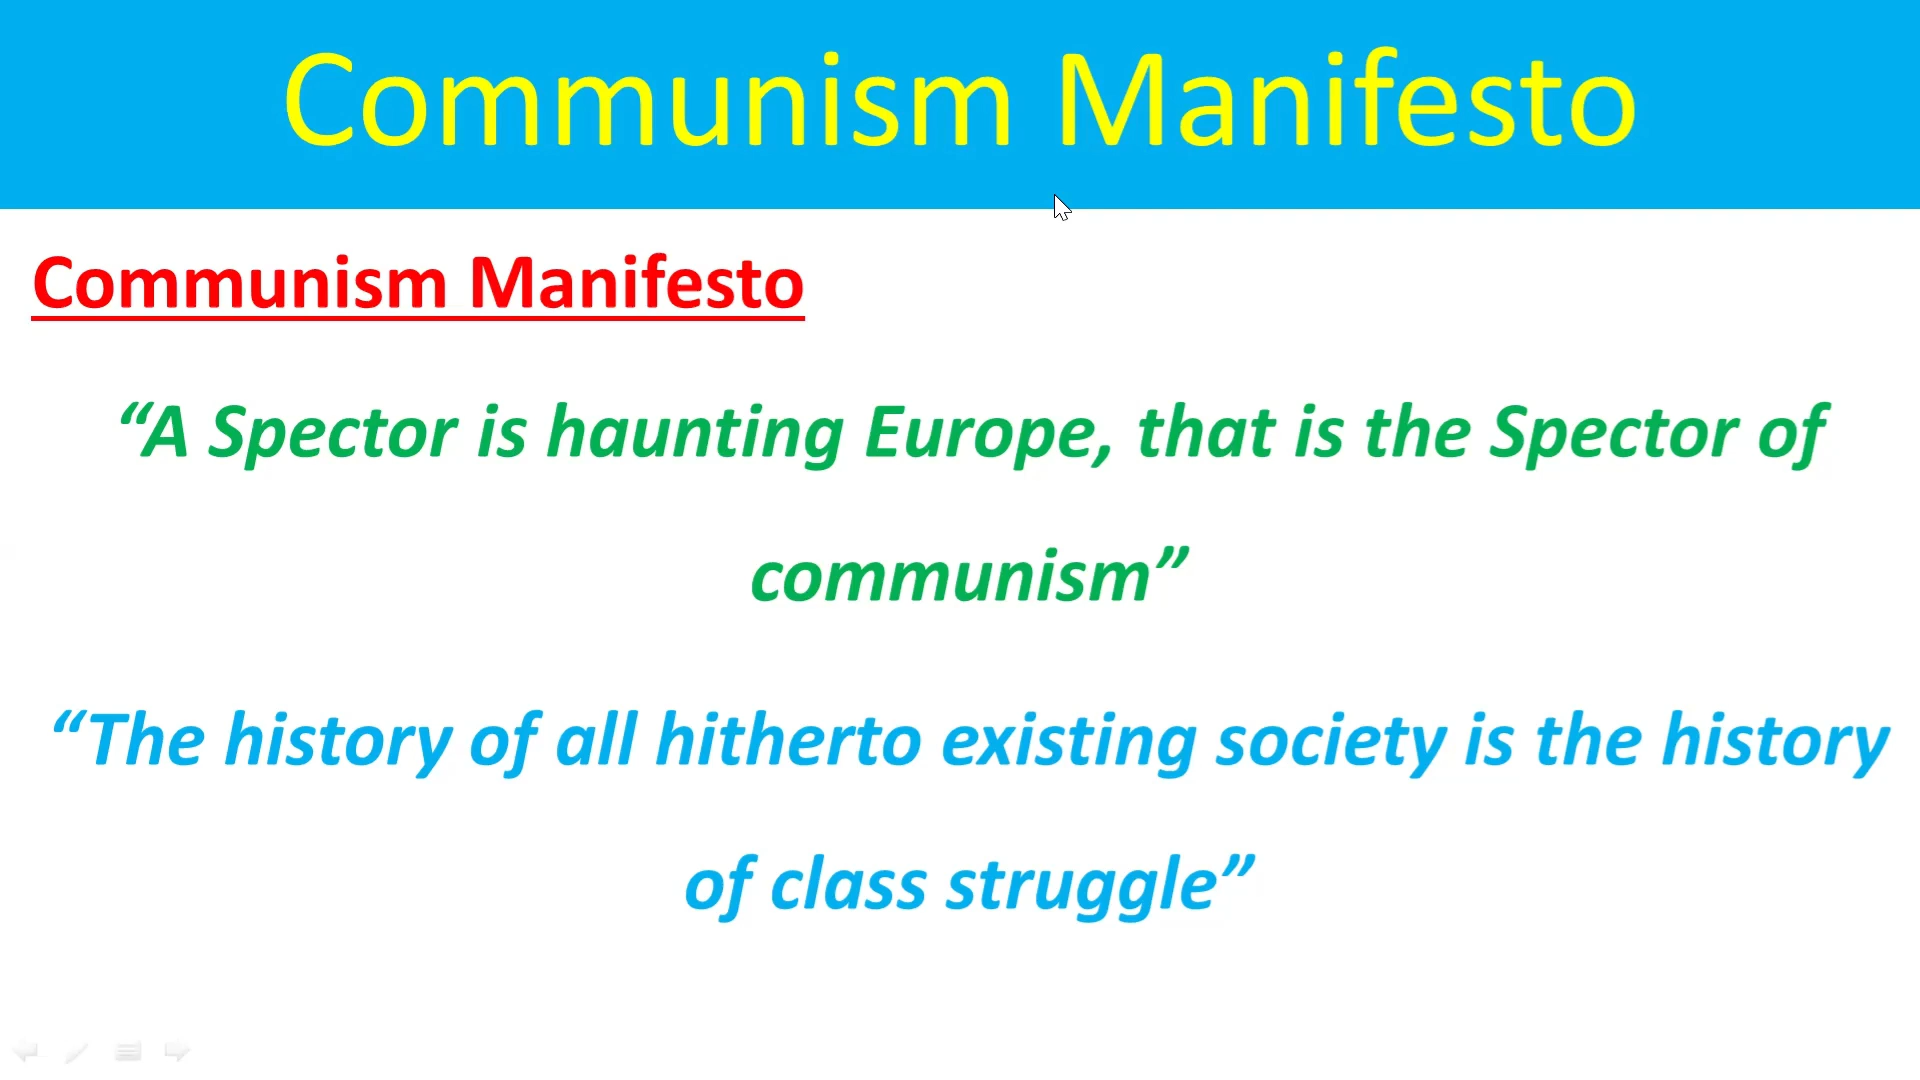 Communism Manifesto
Communism Manifesto
“A Spector is haunting Europe, that is the Spector of
communism”
“The history of all hitherto existing society is the history
of class struggle”